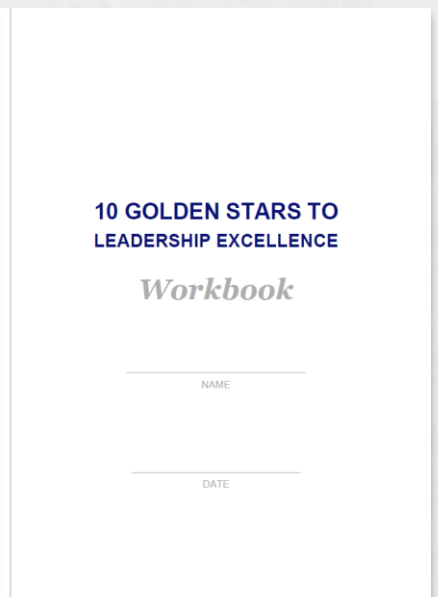 10 GOLDEN STARS TO
LEADERSHIP EXCELLENCE
Workbook
NAME
DATE